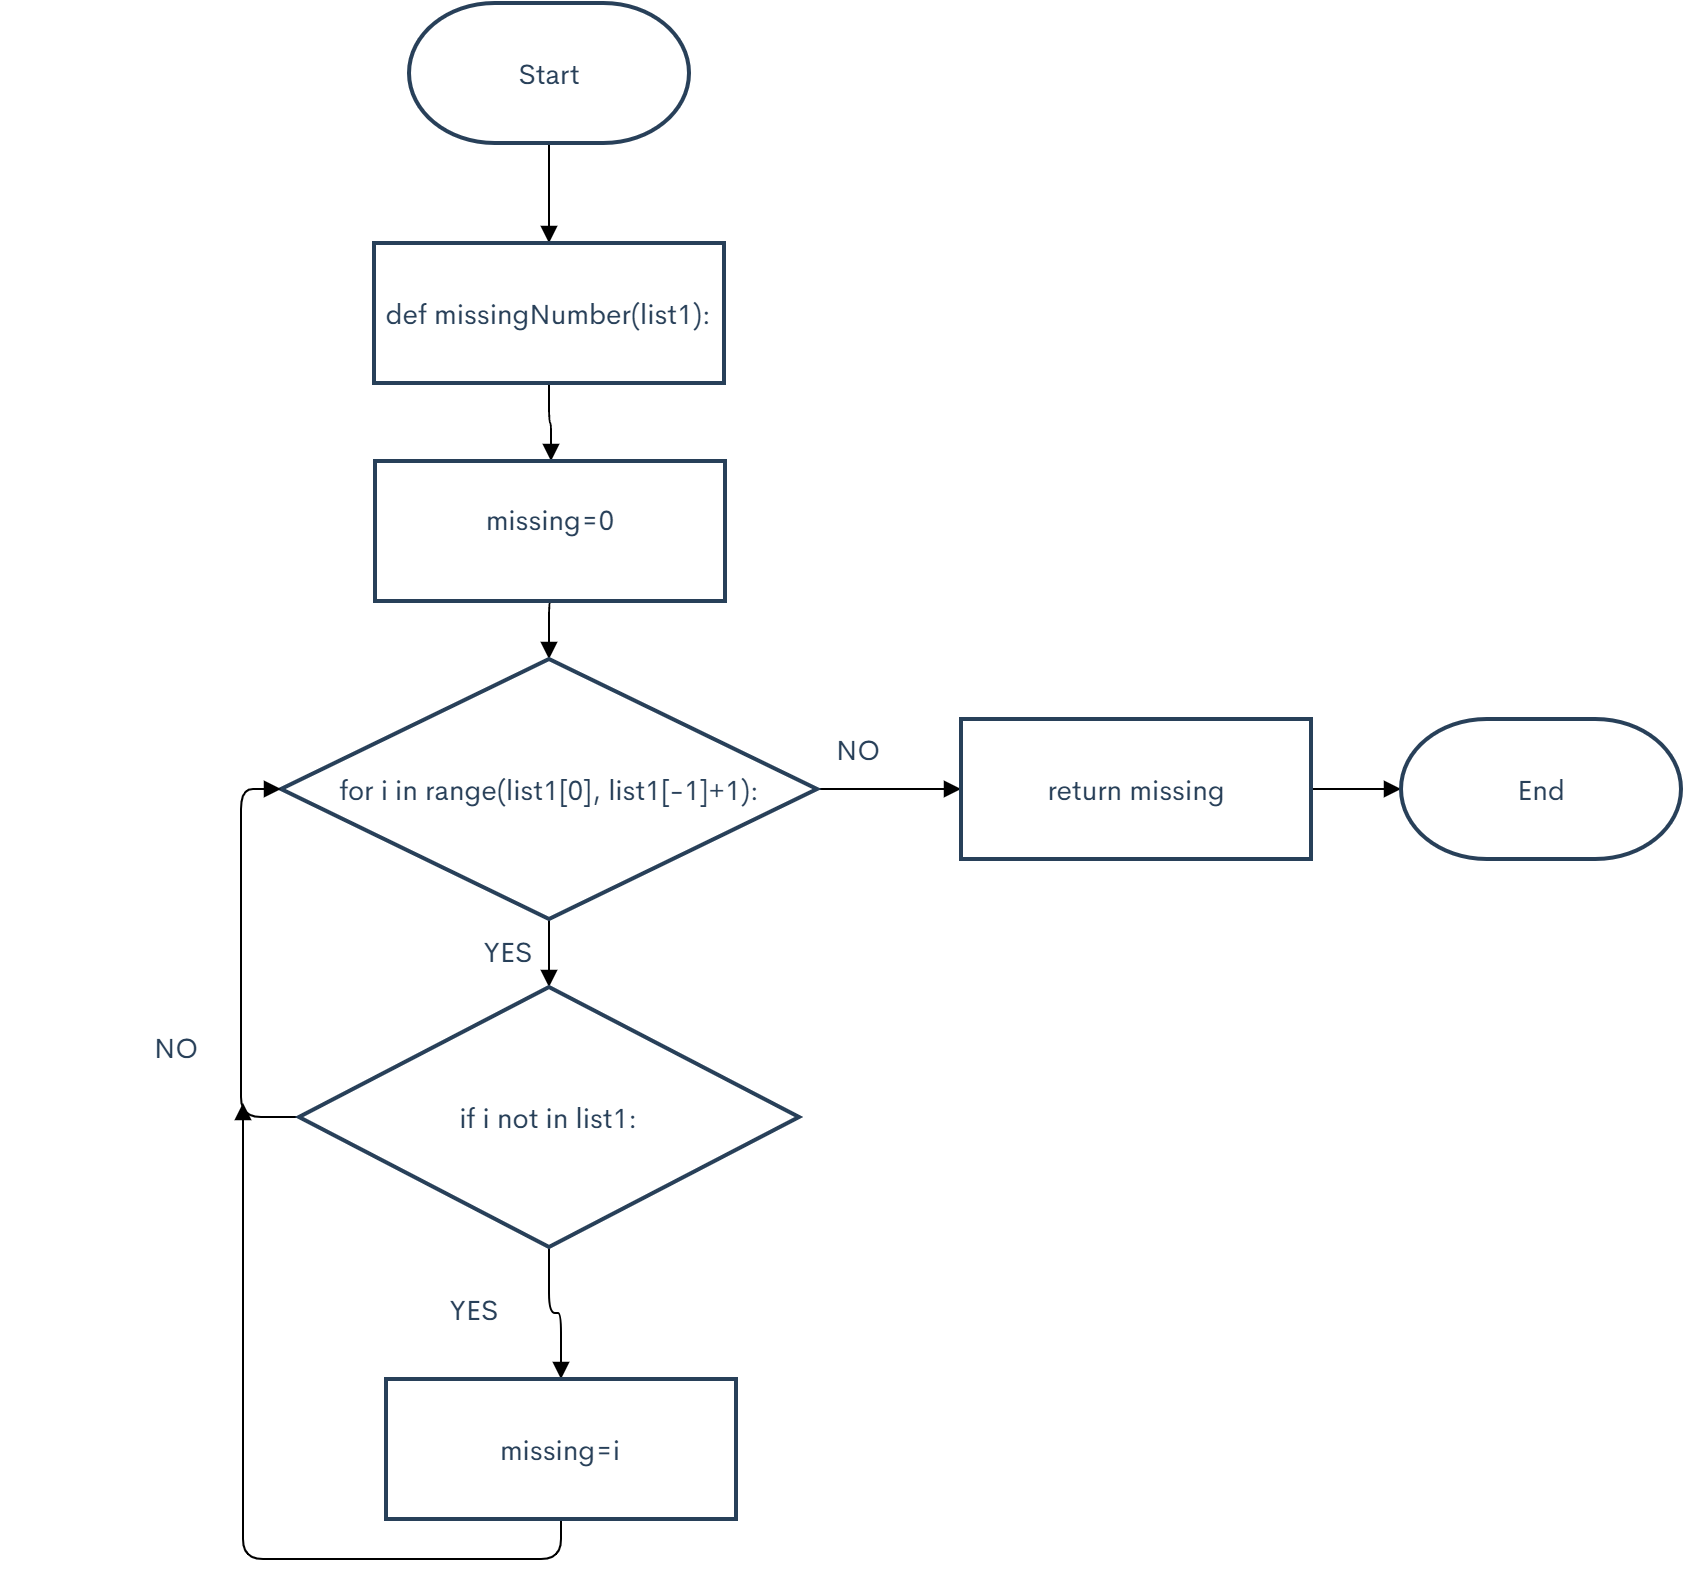 Start
def missingNumber(list1):
missing=0
for i in range(list1[0], list1[-1]+1):
NO
return missing
End
YES
NO
if i not in list1:
YES
missing=i